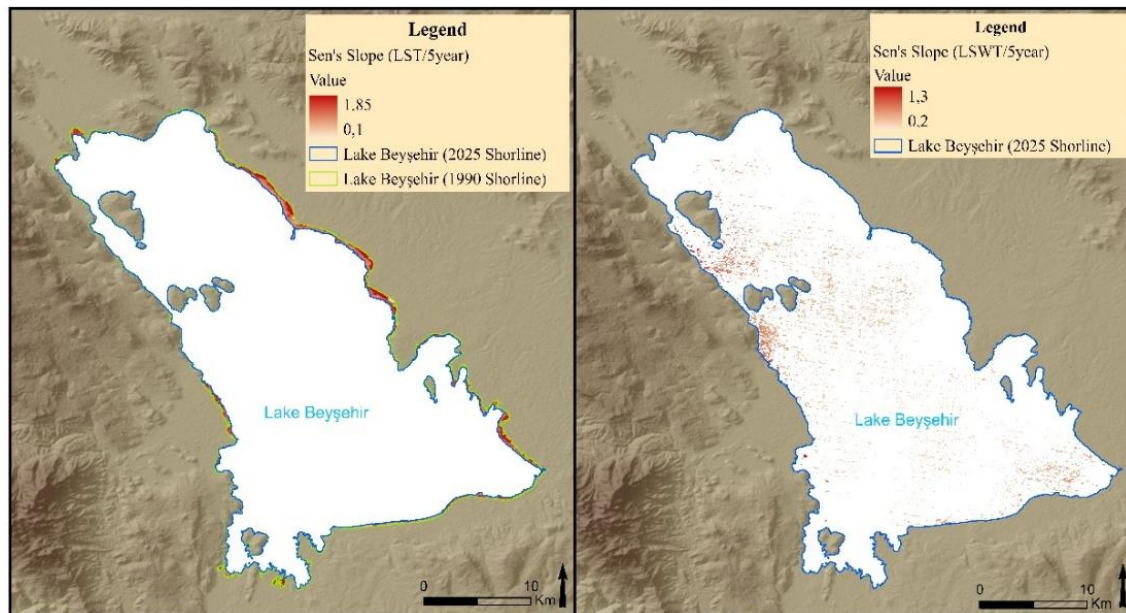 Legend
Sen's Slope (LST/5year)
Value
1,85
0,1
Lake Beyşehir (2025 Shorline)
Lake Beyşehir (1990 Shorline)
Lake Beyşehir
0 10
Km
Legend
Sen's Slope (LSWT/5year)
Value
1,3
0,2
Lake Beyşehir (2025 Shorline)
Lake Beyşehir
0 10
Km